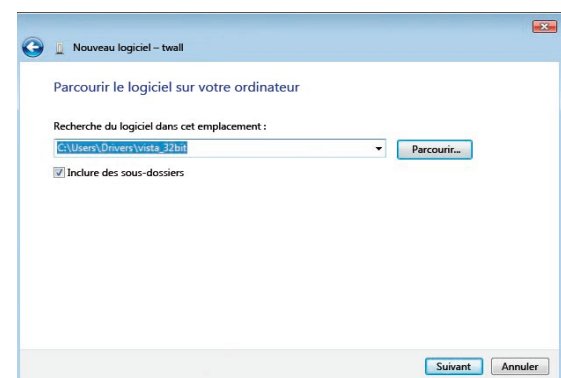 Nouveau logiciel – twall
Parcourir le logiciel sur votre ordinateur
Recherche du logiciel dans cet emplacement :
C:\Users\Drivers\vista_32bit
Parcourir...
Inclure des sous-dossiers
Suivant
Annuler